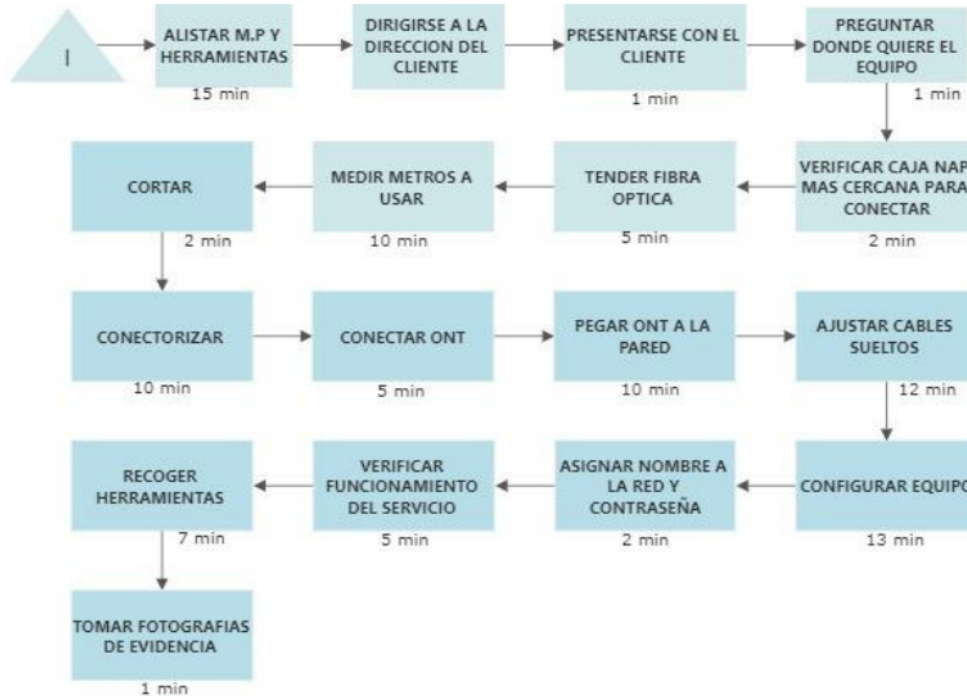 I
ALISTAR M.P Y
HERRAMIENTAS
15 min
DIRIGIRSE A LA
DIRECCION DEL
CLIENTE
PRESENTARSE CON EL
CLIENTE
1 min
PREGUNTAR
DONDE QUIERE EL
EQUIPO
1 min
VERIFICAR CAJA NAP
MAS CERCANA PARA
CONECTAR
2 min
TENDER FIBRA
OPTICA
5 min
MEDIR METROS A
USAR
10 min
CORTAR
2 min
CONECTORIZAR
10 min
CONECTAR ONT
5 min
PEGAR ONT A LA
PARED
10 min
AJUSTAR CABLES
SUELTOS
12 min
CONFIGURAR EQUIPO
13 min
ASIGNAR NOMBRE A
LA RED Y
CONTRASEÑA
2 min
VERIFICAR
FUNCIONAMIENTO
DEL SERVICIO
5 min
RECOGER
HERRAMIENTAS
7 min
TOMAR FOTOGRAFIAS
DE EVIDENCIA
1 min